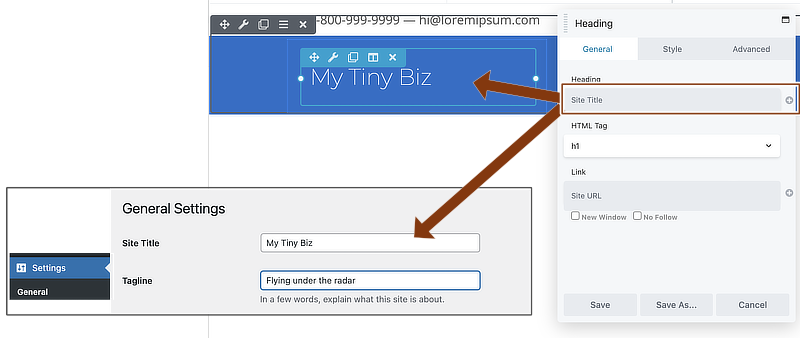 -800-999-9999 — hi@loremipsum.com
My Tiny Biz
Heading
General
Style
Advanced
Heading
Site Title
HTML Tag
h1
Link
Site URL
New Window
No Follow
Save
Save As...
Cancel
General Settings
Site Title
My Tiny Biz
Settings
General
Tagline
Flying under the radar
In a few words, explain what this site is about.